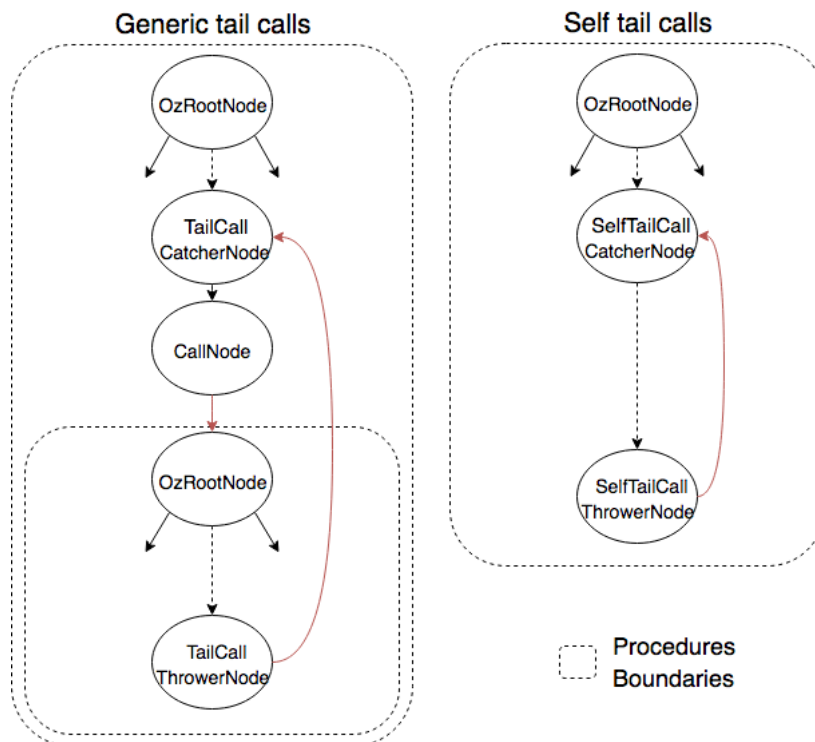 Generic tail calls
OzRootNode
TailCall
CatcherNode
CallNode
OzRootNode
TailCall
ThrowerNode
Self tail calls
OzRootNode
SelfTailCall
CatcherNode
SelfTailCall
ThrowerNode
Procedures
Boundaries